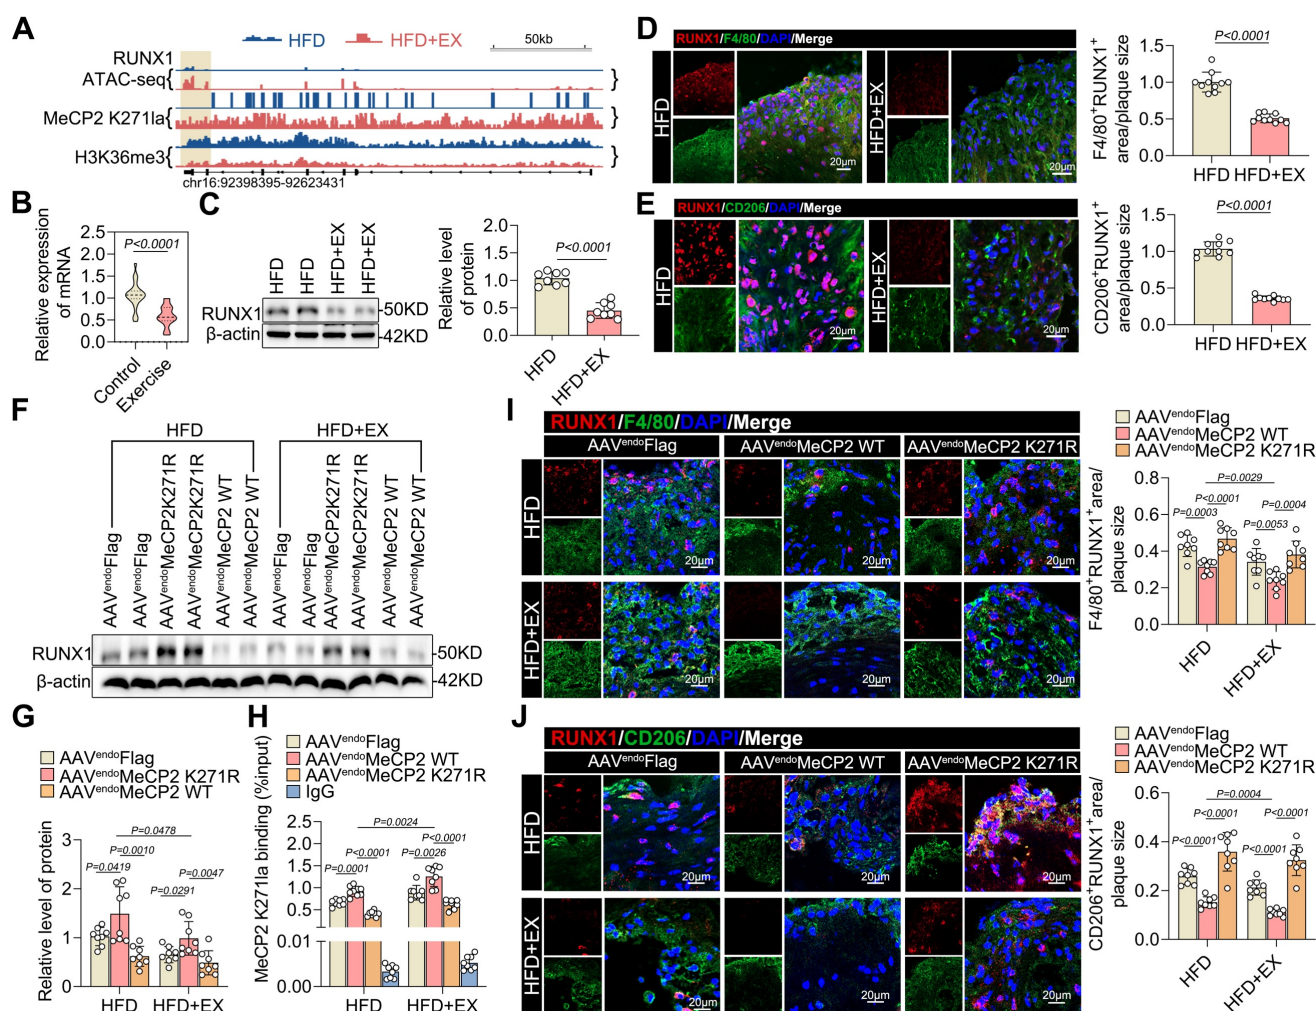 A
HFD
HFD+EX
50kb
RUNX1
ATAC-seq{
}
MeCP2 K271la{
}
H3K36me3{
}
chr16:92398395-92623431
B
Relative expression
of mRNA
2.5
2.0
1.5
1.0
0.5
0.0
P<0.0001
Control
Exercise
C
HFD
HFD
HFD+EX
HFD+EX
RUNX1
-50KD
β-actin
-42KD
Relative level
of protein
2.0
1.5
1.0
0.5
0.0
P<0.0001
HFD
HFD+EX
D
RUNX1/F4/80/DAPI/Merge
HFD
20μm
HFD+EX
20μm
F4/80+RUNX1+
area/plaque size
1.5
1.0
0.5
0.0
P<0.0001
HFD HFD+EX
E
RUNX1/CD206/DAPI/Merge
HFD
20μm
HFD+EX
20μm
CD206+RUNX1+
area/plaque size
1.5
1.0
0.5
0.0
P<0.0001
HFD HFD+EX
F
HFD
HFD+EX
AAVendoFlag
AAVendoFlag
AAVendoMeCP2K271R
AAVendoMeCP2K271R
AAVendoMeCP2 WT
AAVendoMeCP2 WT
AAVendoFlag
AAVendoFlag
AAVendoMeCP2K271R
AAVendoMeCP2K271R
AAVendoMeCP2 WT
AAVendoMeCP2 WT
RUNX1
-50KD
β-actin
-42KD
G
AAVendoFlag
AAVendoMeCP2 K271R
AAVendoMeCP2 WT
Relative level of protein
3
2
1
0
P=0.0478
P=0.0010
P=0.0419
P=0.0047
P=0.0291
HFD
HFD+EX
H
AAVendoFlag
AAVendoMeCP2 WT
AAVendoMeCP2 K271R
IgG
MeCP2 K271la binding (%input)
2.5
2.0
1.5
1.0
0.5
0.01
0.00
P=0.0024
P<0.0001
P=0.0001
P<0.0001
P=0.0026
HFD
HFD+EX
I
RUNX1/F4/80/DAPI/Merge
AAVendoFlag
AAVendoMeCP2 WT
AAVendoMeCP2 K271R
HFD
20μm
20μm
20μm
HFD+EX
20μm
20μm
20μm
AAVendoFlag
AAVendoMeCP2 WT
AAVendoMeCP2 K271R
F4/80+RUNX1+area/
plaque size
0.8
0.6
0.4
0.2
0.0
P=0.0029
P<0.0001
P=0.0003
P=0.0004
P=0.0053
HFD
HFD+EX
J
RUNX1/CD206/DAPI/Merge
AAVendoFlag
AAVendoMeCP2 WT
AAVendoMeCP2 K271R
HFD
20μm
20μm
20μm
HFD+EX
20μm
20μm
20μm
AAVendoFlag
AAVendoMeCP2 WT
AAVendoMeCP2 K271R
CD206+RUNX1+area/
plaque size
0.6
0.4
0.2
0.0
P=0.0004
P<0.0001
P<0.0001
P<0.0001
P<0.0001
HFD
HFD+EX